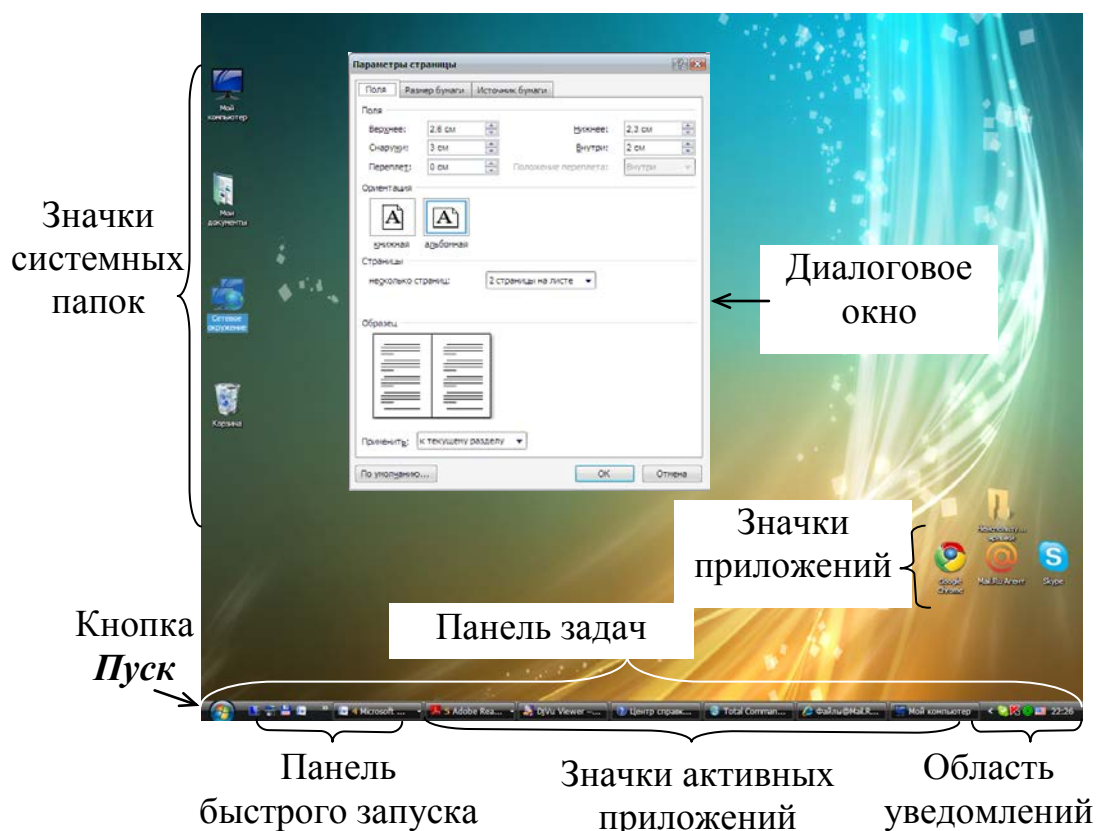 Параметры страницы
Поля Размер бумаги Источник бумаги
Поля
Верхнее: 2,6 см Нижнее: 2,3 см
Снаружи: 3 см Внутри: 2 см
Переплет: 0 см Положение переплета: Внутри
Ориентация
книжная альбомная
Страницы
несколько страниц: 2 страницы на листе
Образец
Применить: к текущему разделу
По умолчанию... ОК Отмена
Мой
компьютер
Мои
документы
Сетевое
окружение
Корзина
Значки
системных
папок
Диалоговое
окно
Значки
приложений
Google
Chrome
Mail.Ru Агент
Skype
Кнопка
Пуск
Панель задач
4 Microsoft ...
5 Adobe Rea...
DjVu Viewer -...
Центр справк...
Total Comman...
Файлы@Mail.R...
Мой компьютер
22:26
Панель
быстрого запуска
Значки активных
приложений
Область
уведомлений